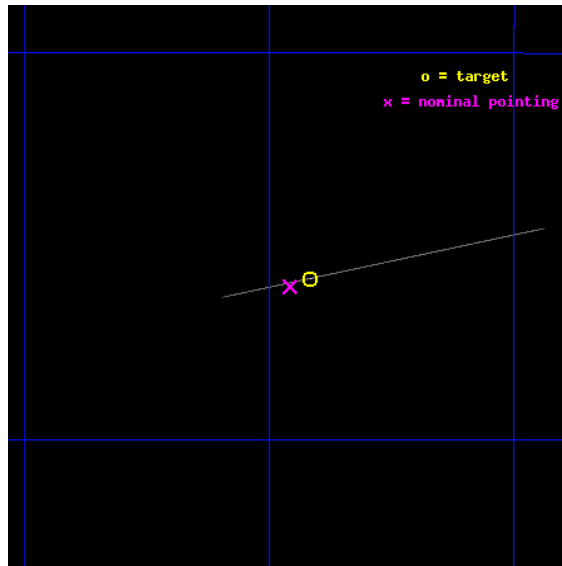 o = target
x = nominal pointing